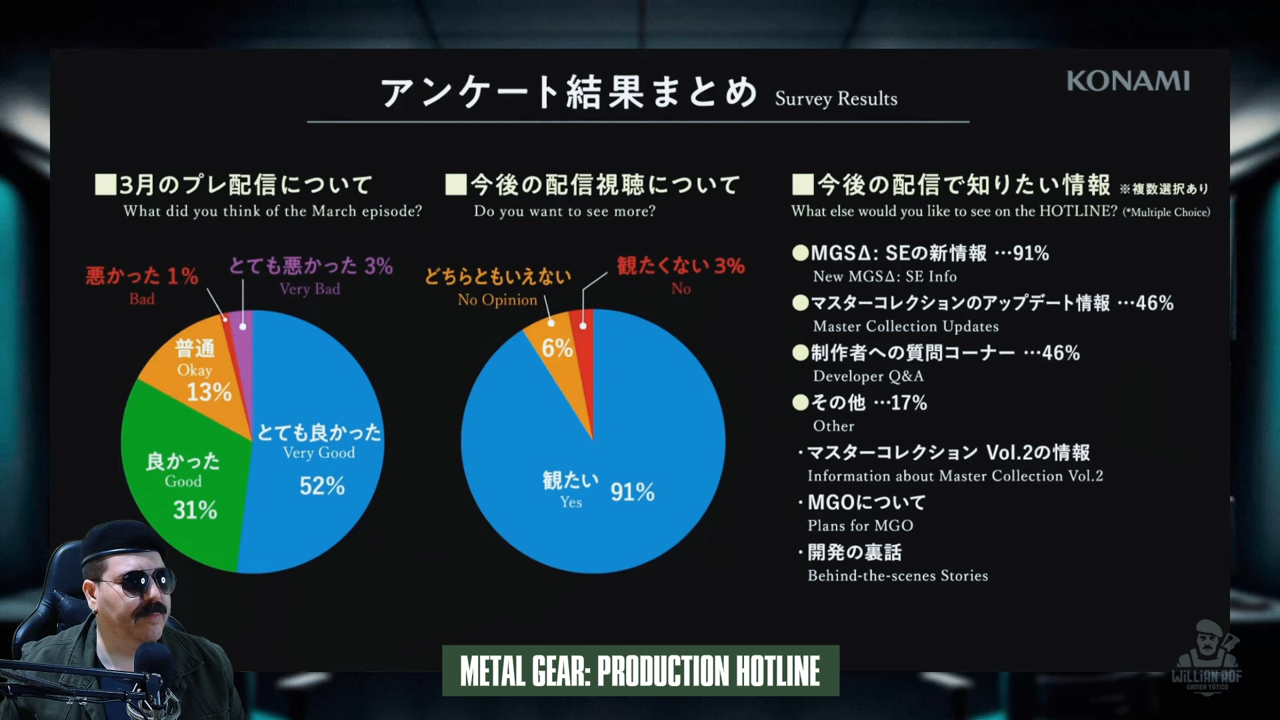 アンケート結果まとめ Survey Results
KONAMI
■3月のプレ配信について
What did you think of the March episode?
悪かった 1%
Bad
とても悪かった 3%
Very Bad
普通
Okay
13%
とても良かった
Very Good
52%
良かった
Good
31%
■今後の配信視聴について
Do you want to see more?
どちらともいえない
No Opinion
観たくない 3%
No
6%
観たい
Yes
91%
■今後の配信で知りたい情報 ※複数選択あり
What else would you like to see on the HOTLINE? (*Multiple Choice)
●MGSΔ: SEの新情報 …91%
New MGSΔ: SE Info
●マスターコレクションのアップデート情報 …46%
Master Collection Updates
●制作者への質問コーナー …46%
Developer Q&A
●その他 …17%
Other
・マスターコレクション Vol.2の情報
Information about Master Collection Vol.2
・MGOについて
Plans for MGO
・開発の裏話
Behind-the-scenes Stories
METAL GEAR: PRODUCTION HOTLINE
WILLIAN ROF
GAMER TÁTICO